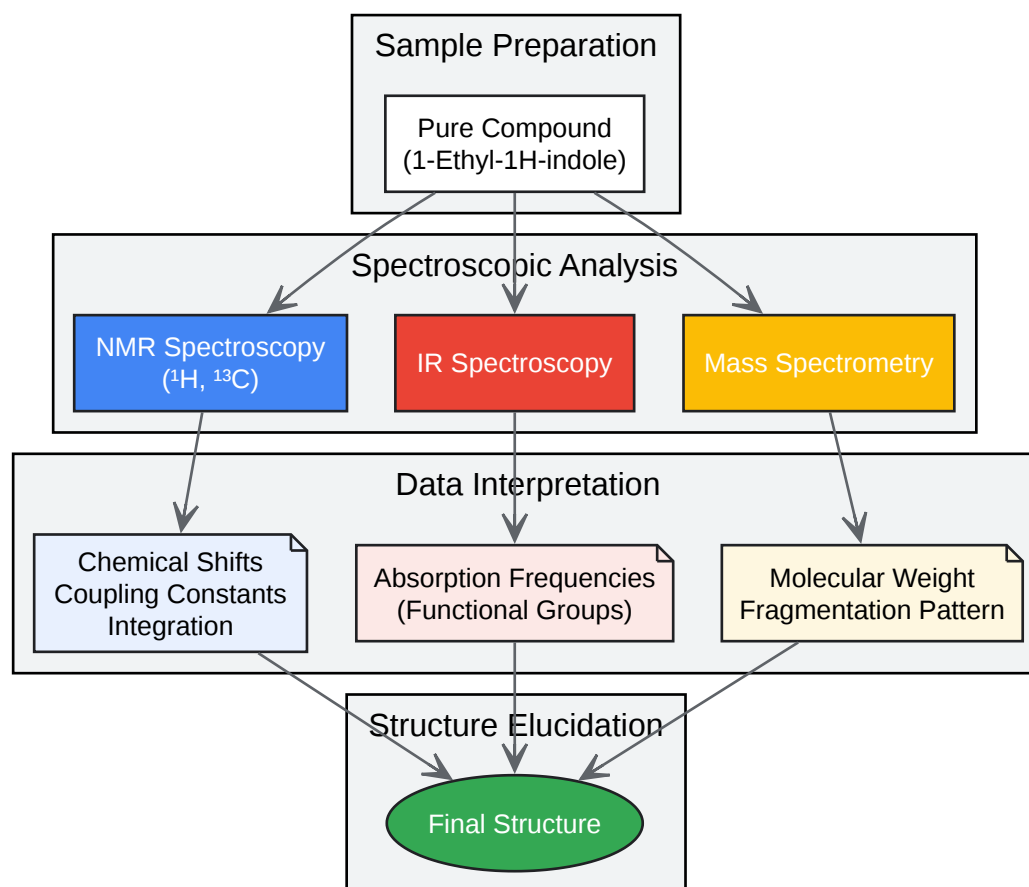 Sample Preparation
Pure Compound
(1-Ethyl-1H-indole)
Spectroscopic Analysis
NMR Spectroscopy
(¹H, ¹³C)
IR Spectroscopy
Mass Spectrometry
Data Interpretation
Chemical Shifts
Coupling Constants
Integration
Absorption Frequencies
(Functional Groups)
Molecular Weight
Fragmentation Pattern
Structure Elucidation
Final Structure